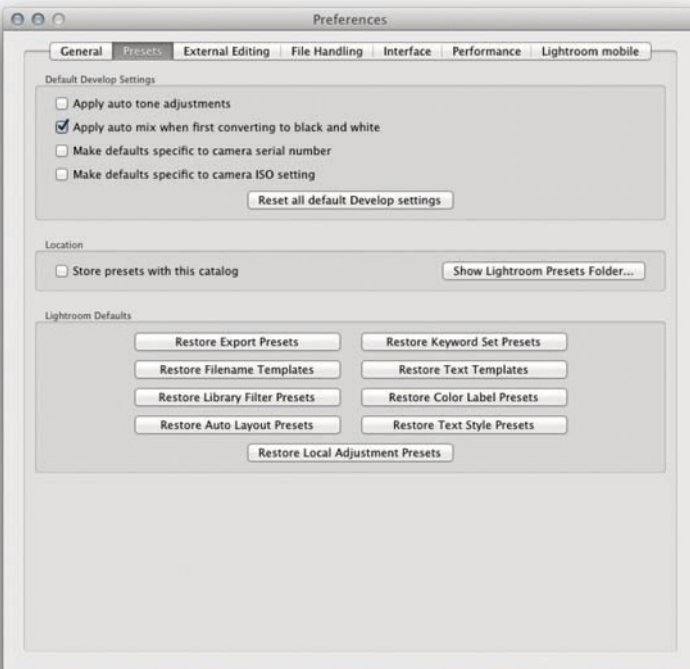 Preferences
General Presets External Editing File Handling Interface Performance Lightroom mobile
Default Develop Settings
Apply auto tone adjustments
Apply auto mix when first converting to black and white
Make defaults specific to camera serial number
Make defaults specific to camera ISO setting
Reset all default Develop settings
Location
Store presets with this catalog Show Lightroom Presets Folder...
Lightroom Defaults
Restore Export Presets Restore Keyword Set Presets
Restore Filename Templates Restore Text Templates
Restore Library Filter Presets Restore Color Label Presets
Restore Auto Layout Presets Restore Text Style Presets
Restore Local Adjustment Presets